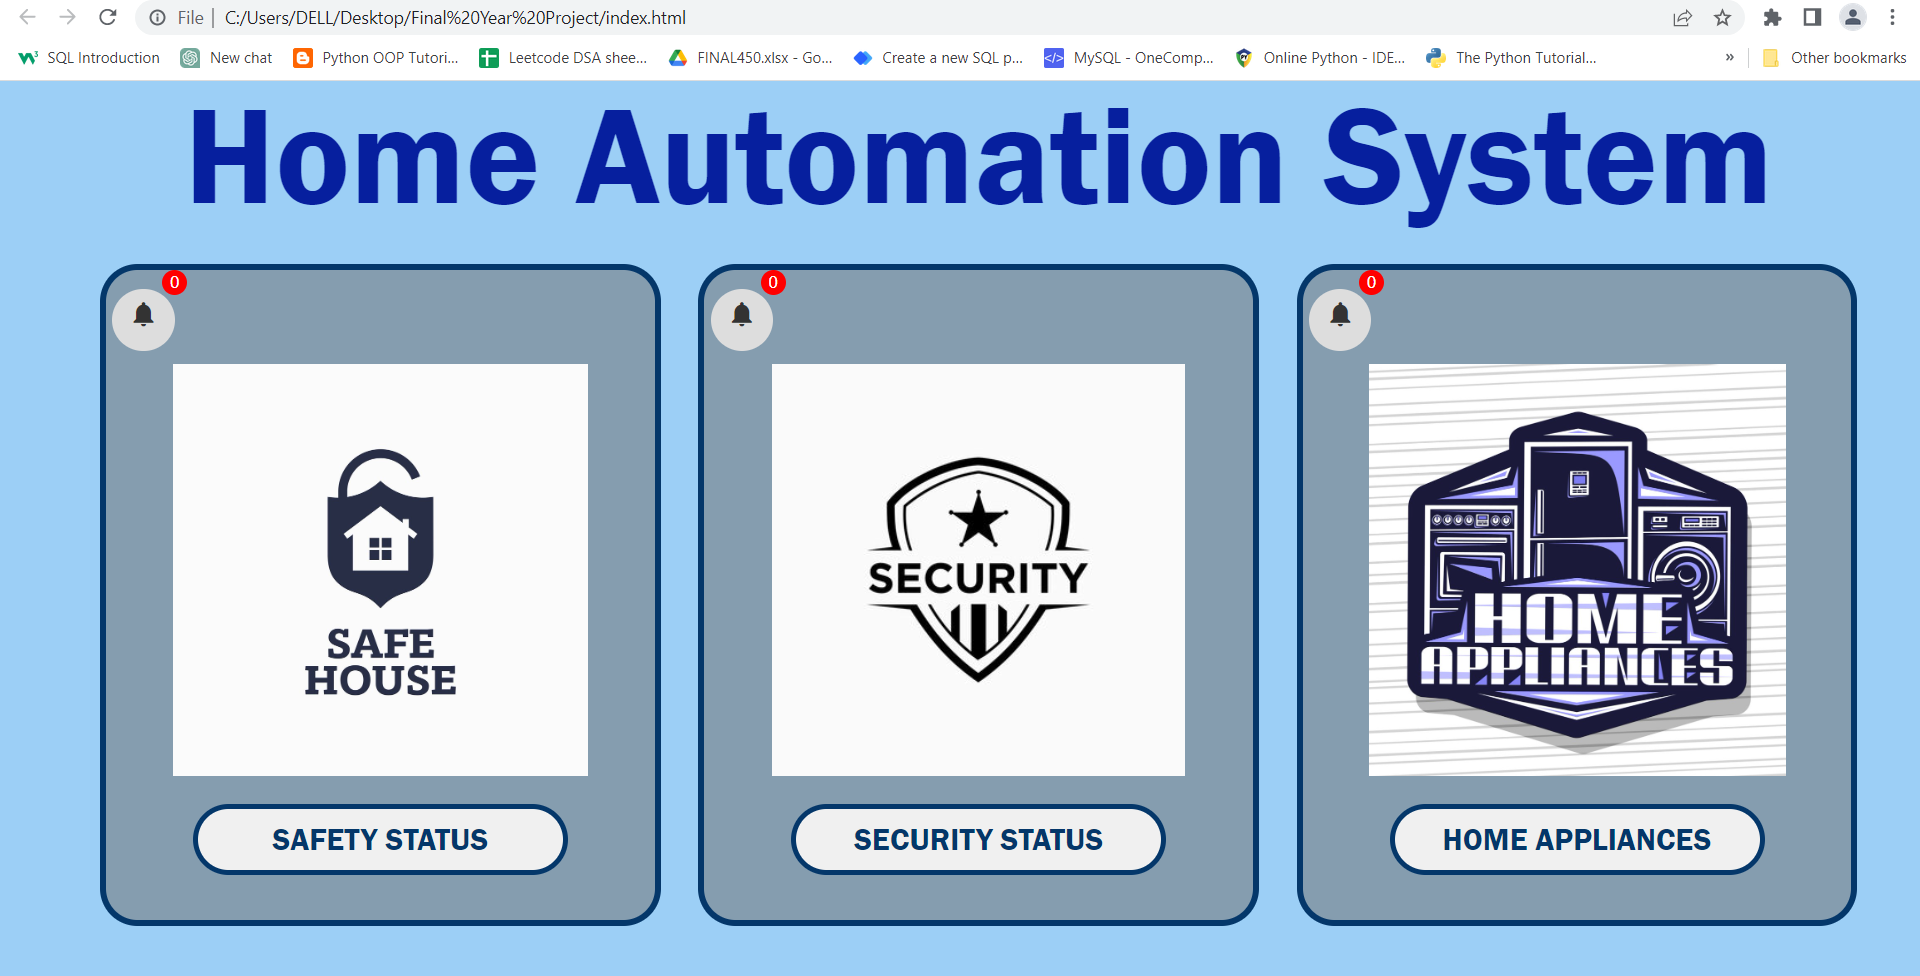 File | C:/Users/DELL/Desktop/Final%20Year%20Project/index.html
SQL Introduction New chat Python OOP Tutori... Leetcode DSA shee... FINAL450.xlsx - Go... Create a new SQL p... MySQL - OneComp... Online Python - IDE... The Python Tutorial... » Other bookmarks
Home Automation System
0 0 0
SAFE
HOUSE
SECURITY
HOME
APPLIANCES
SAFETY STATUS SECURITY STATUS HOME APPLIANCES